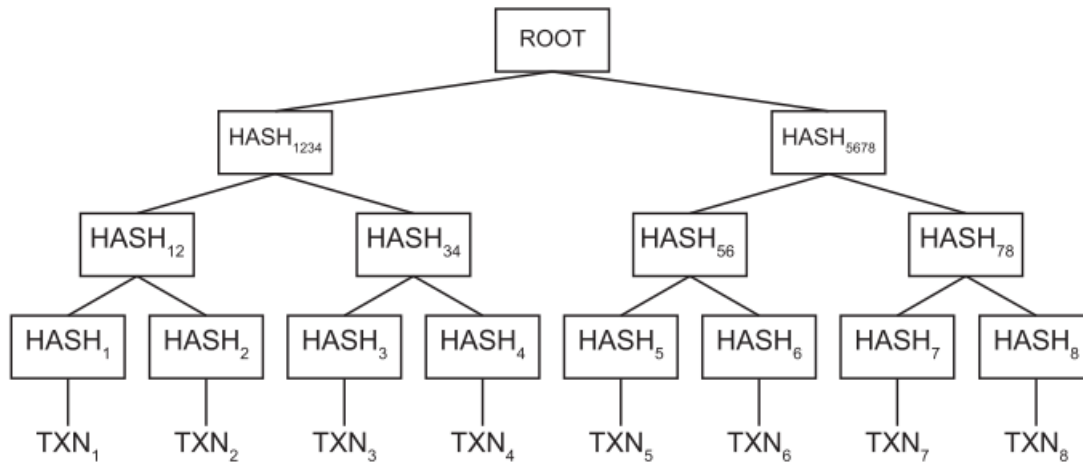 ROOT
HASH₁₂₃₄ HASH₅₆₇₈
HASH₁₂ HASH₃₄ HASH₅₆ HASH₇₈
HASH₁ HASH₂ HASH₃ HASH₄ HASH₅ HASH₆ HASH₇ HASH₈
TXN₁ TXN₂ TXN₃ TXN₄ TXN₅ TXN₆ TXN₇ TXN₈